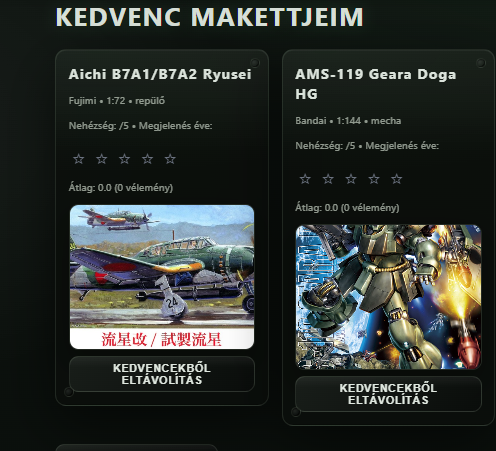 KEDVENC MAKETTJEIM
Aichi B7A1/B7A2 Ryusei
Fujimi • 1:72 • repülő
Nehézség: /5 • Megjelenés éve:
Átlag: 0.0 (0 vélemény)
24
流星改 / 試製流星
KEDVENCEKBŐL
ELTÁVOLÍTÁS
AMS-119 Geara Doga
HG
Bandai • 1:144 • mecha
Nehézség: /5 • Megjelenés éve:
Átlag: 0.0 (0 vélemény)
KEDVENCEKBŐL
ELTÁVOLÍTÁS